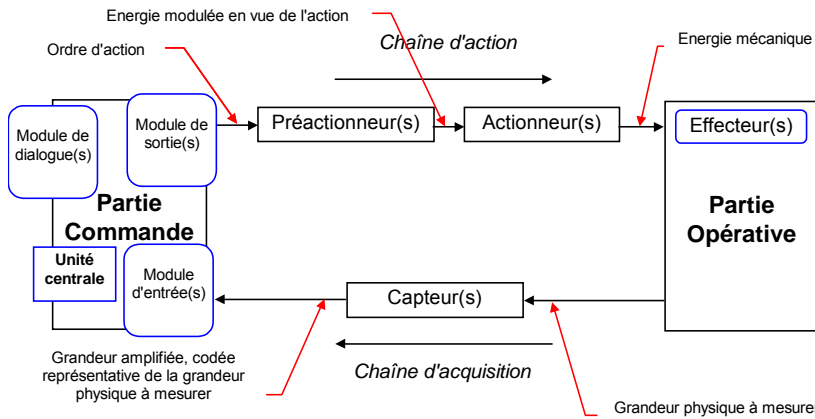 Energie modulée en vue de l'action
Ordre d'action
Chaîne d'action
Energie mécanique
Module de
dialogue(s)
Module de
sortie(s)
Préactionneur(s)
Actionneur(s)
Effecteur(s)
Partie
Commande
Partie
Opérative
Unité
centrale
Module
d'entrée(s)
Capteur(s)
Grandeur amplifiée, codée
représentative de la grandeur
physique à mesurer
Chaîne d'acquisition
Grandeur physique à mesurer